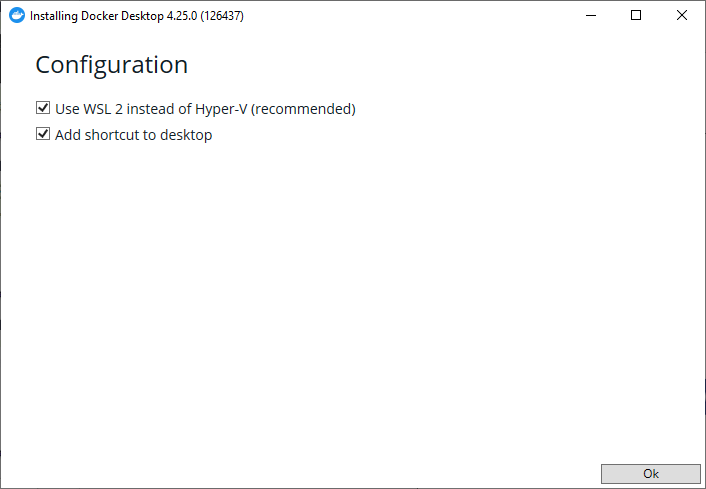 Installing Docker Desktop 4.25.0 (126437)
Configuration
Use WSL 2 instead of Hyper-V (recommended)
Add shortcut to desktop
Ok